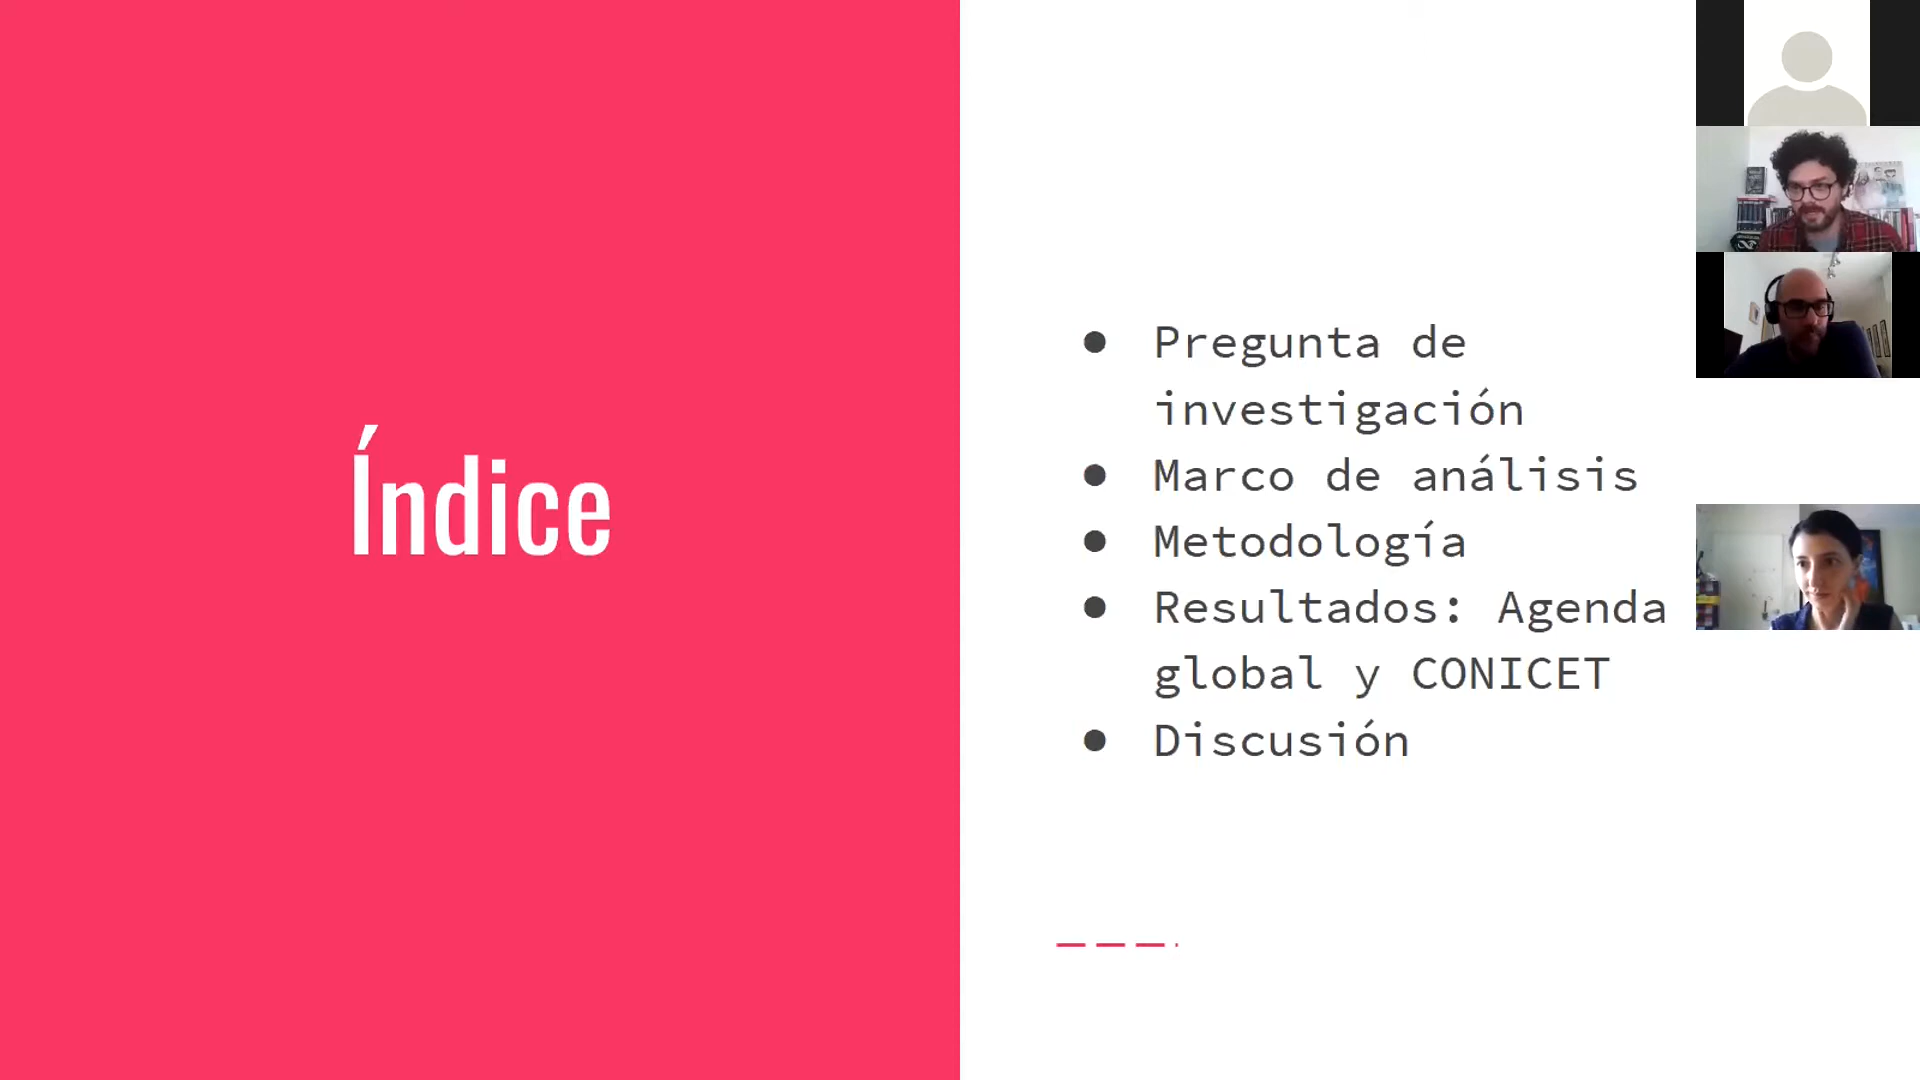 Índice
● Pregunta de
investigación
● Marco de análisis
● Metodología
● Resultados: Agenda
global y CONICET
● Discusión